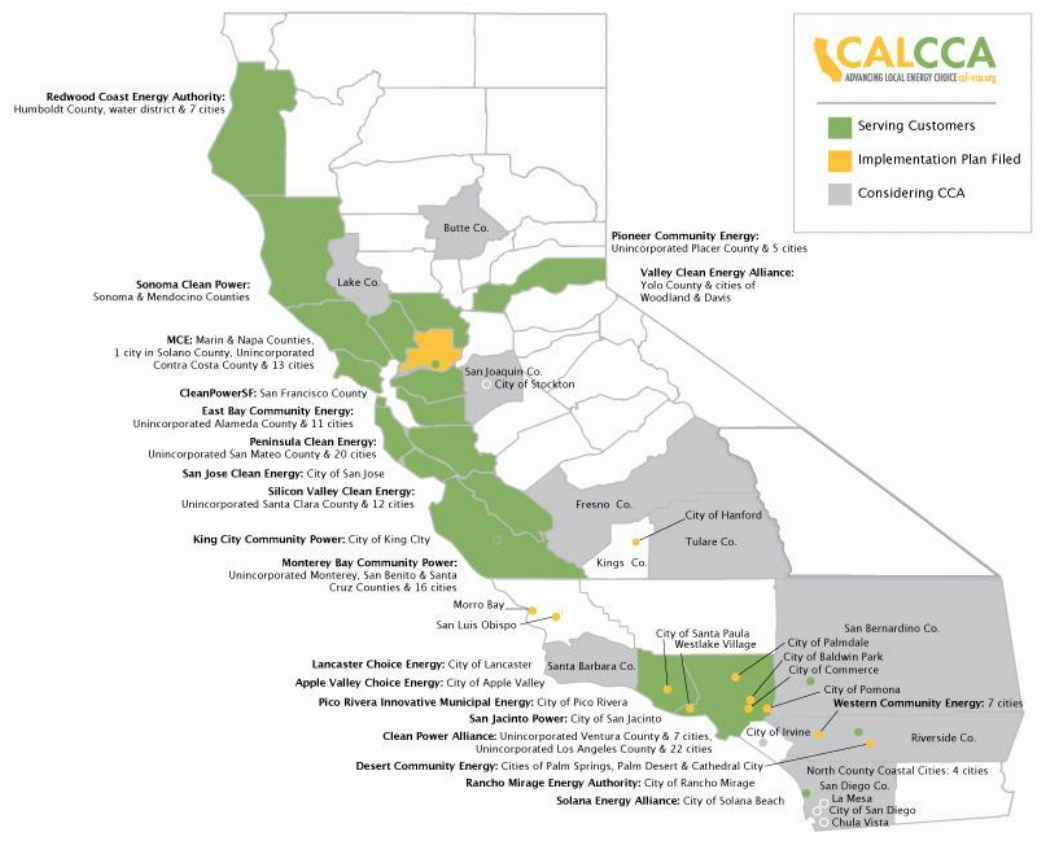 CALCCA
ADVANCING LOCAL ENERGY CHOICE cal-cca.org
Serving Customers
Implementation Plan Filed
Considering CCA
Redwood Coast Energy Authority:
Humboldt County, water district & 7 cities
Butte Co.
Pioneer Community Energy:
Unincorporated Placer County & 5 cities
Valley Clean Energy Alliance:
Yolo County & cities of
Woodland & Davis
Lake Co.
Sonoma Clean Power:
Sonoma & Mendocino Counties
MCE: Marin & Napa Counties,
1 city in Solano County, Unincorporated
Contra Costa County & 13 cities
San Joaquin Co.
City of Stockton
CleanPowerSF: San Francisco County
East Bay Community Energy:
Unincorporated Alameda County & 11 cities
Peninsula Clean Energy:
Unincorporated San Mateo County & 20 cities
San Jose Clean Energy: City of San Jose
Silicon Valley Clean Energy:
Unincorporated Santa Clara County & 12 cities
Fresno Co.
City of Hanford
Tulare Co.
Kings Co.
King City Community Power: City of King CIty
Monterey Bay Community Power:
Unincorporated Monterey, San Benito & Santa
Cruz Counties & 16 cities
Morro Bay
San Luis Obispo
San Bernardino Co.
City of Santa Paula
Westlake Village
City of Palmdale
City of Baldwin Park
City of Commerce
Santa Barbara Co.
Lancaster Choice Energy: City of Lancaster
Apple Valley Choice Energy: City of Apple Valley
City of Pomona
Western Community Energy: 7 cities
Pico Rivera Innovative Municipal Energy: City of Pico Rivera
San Jacinto Power: City of San Jacinto
Clean Power Alliance: Unincorporated Ventura County & 7 cities,
Unincorporated Los Angeles County & 22 cities
City of Irvine
Riverside Co.
Desert Community Energy: Cities of Palm Springs, Palm Desert & Cathedral City
Rancho Mirage Energy Authority: City of Rancho Mirage
Solana Energy Alliance: City of Solana Beach
North County Coastal Cities: 4 cities
San Diego Co.
La Mesa
City of San Diego
Chula Vista